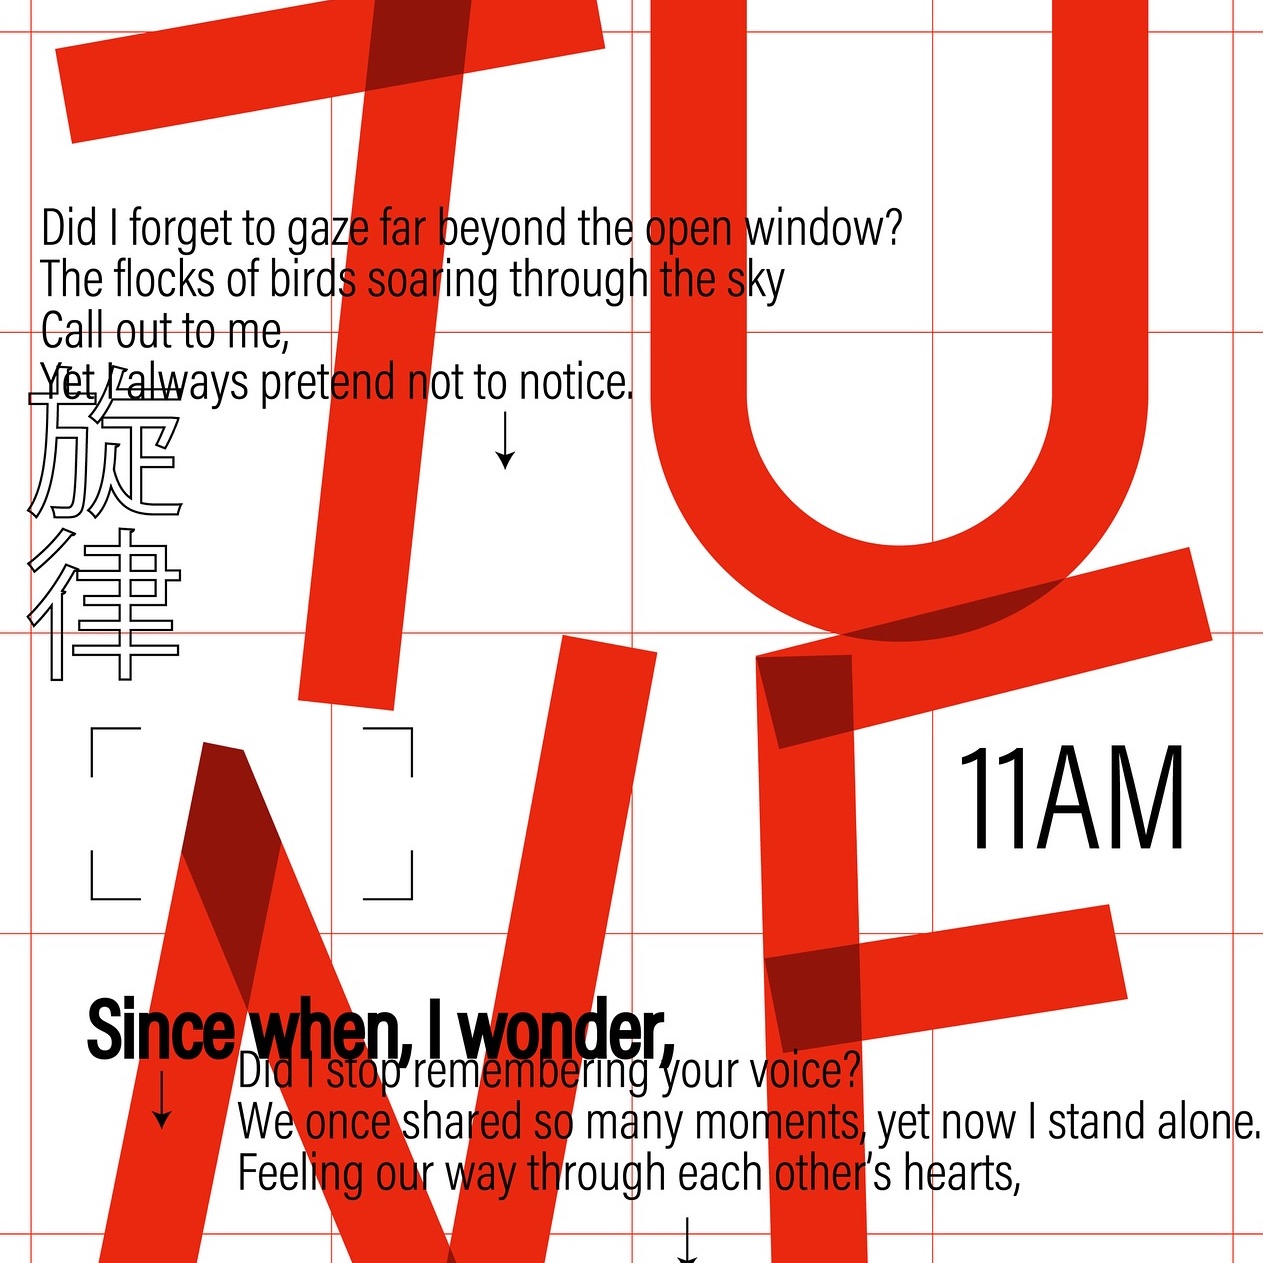 TUNE
Did I forget to gaze far beyond the open window?
The flocks of birds soaring through the sky
Call out to me,
Yet I always pretend not to notice.
旋律
11AM
Since when, I wonder,
Did I stop remembering your voice?
We once shared so many moments, yet now I stand alone.
Feeling our way through each other’s hearts,